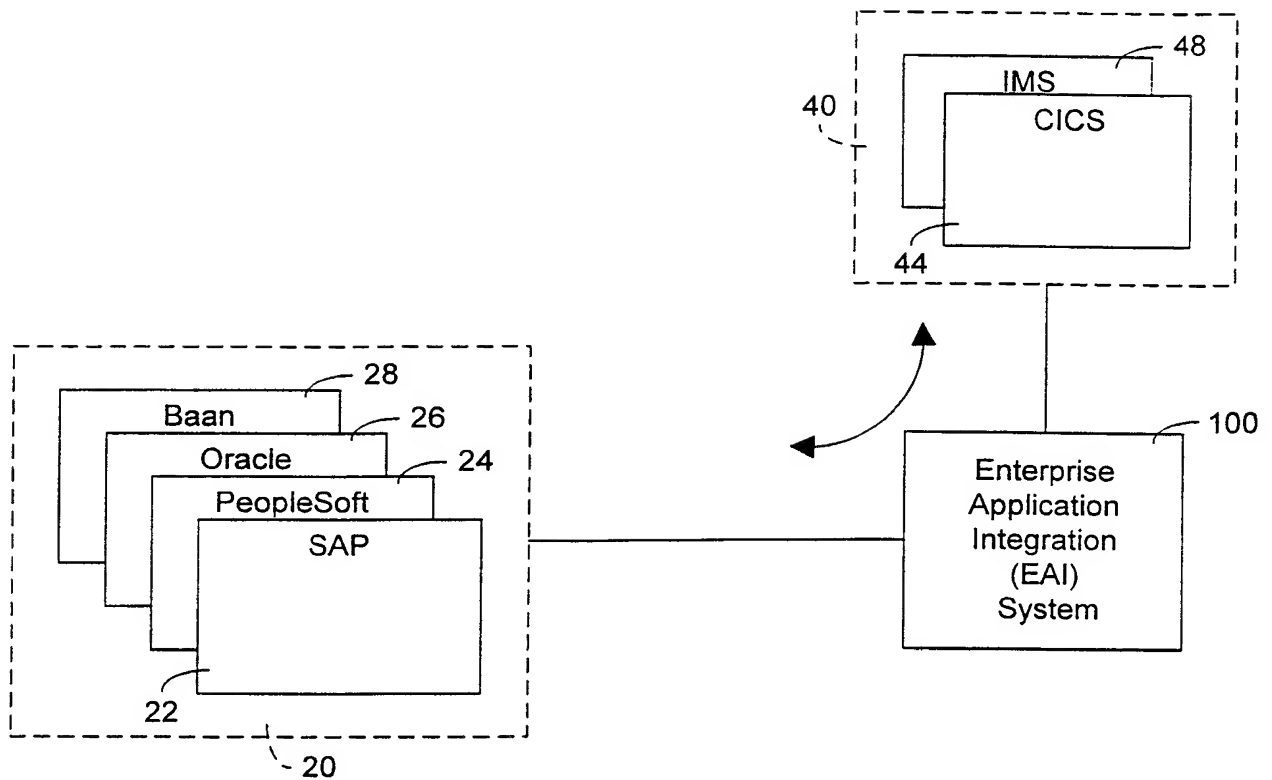 48
IMS
40
CICS
44
28
Baan
26
Oracle
24
PeopleSoft
SAP
22
20
100
Enterprise
Application
Integration
(EAI)
System